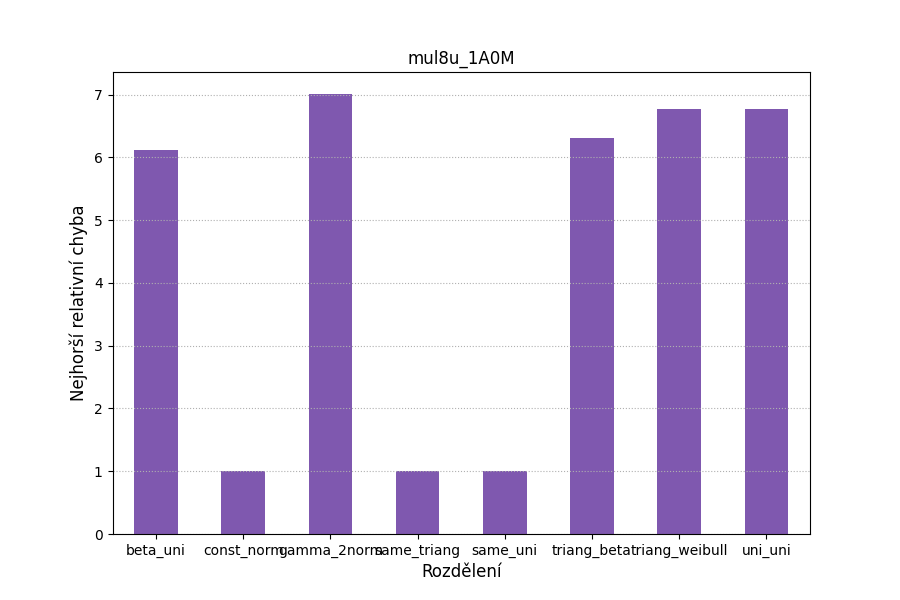 mul8u_1A0M
Nejhorší relativní chyba
7
6
5
4
3
2
1
0
beta_uni const_norm gamma_2norm same_triang same_uni triang_beta triang_weibull uni_uni
Rozdělení